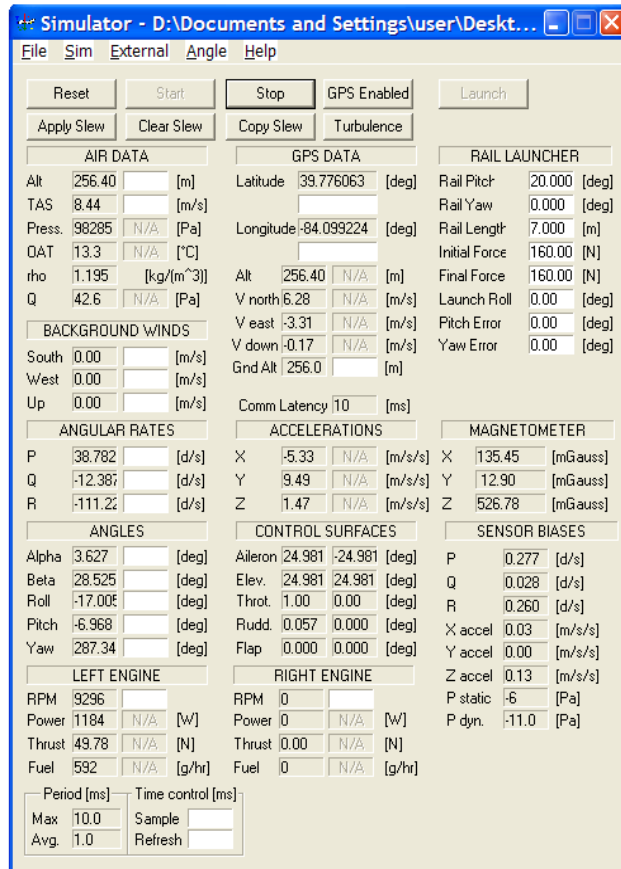 Simulator - D:\Documents and Settings\user\Deskt...
File Sim External Angle Help
Reset Start Stop GPS Enabled Launch
Apply Slew Clear Slew Copy Slew Turbulence
AIR DATA
Alt 256.40 [m]
TAS 8.44 [m/s]
Press. 98285 N/A [Pa]
OAT 13.3 N/A [°C]
rho 1.195 [kg/(m^3)]
Q 42.6 N/A [Pa]
BACKGROUND WINDS
South 0.00 [m/s]
West 0.00 [m/s]
Up 0.00 [m/s]
GPS DATA
Latitude 39.776063 [deg]
Longitude -84.099224 [deg]
Alt 256.40 N/A [m]
V north 6.28 N/A [m/s]
V east -3.31 N/A [m/s]
V down -0.17 N/A [m/s]
Gnd Alt 256.0 [m]
Comm Latency 10 [ms]
RAIL LAUNCHER
Rail Pitch 20.000 [deg]
Rail Yaw 0.000 [deg]
Rail Length 7.000 [m]
Initial Force 160.00 [N]
Final Force 160.00 [N]
Launch Roll 0.00 [deg]
Pitch Error 0.00 [deg]
Yaw Error 0.00 [deg]
ANGULAR RATES
P 38.782 [d/s]
Q -12.387 [d/s]
R -111.22 [d/s]
ACCELERATIONS
X -5.33 N/A [m/s/s]
Y 9.49 N/A [m/s/s]
Z 1.47 N/A [m/s/s]
MAGNETOMETER
X 135.45 [mGauss]
Y 12.90 [mGauss]
Z 526.78 [mGauss]
ANGLES
Alpha 3.627 [deg]
Beta 28.525 [deg]
Roll -17.005 [deg]
Pitch -6.968 [deg]
Yaw 287.34 [deg]
CONTROL SURFACES
Aileron 24.981 -24.981 [deg]
Elev. 24.981 24.981 [deg]
Throt. 1.00 0.00 [deg]
Rudd. 0.057 0.000 [deg]
Flap 0.000 0.000 [deg]
SENSOR BIASES
P 0.277 [d/s]
Q 0.028 [d/s]
R 0.260 [d/s]
X accel 0.03 [m/s/s]
Y accel 0.00 [m/s/s]
Z accel 0.13 [m/s/s]
P static -6 [Pa]
P dyn. -11.0 [Pa]
LEFT ENGINE
RPM 9296
Power 1184 N/A [W]
Thrust 49.78 N/A [N]
Fuel 592 N/A [g/hr]
RIGHT ENGINE
RPM 0
Power 0 N/A [W]
Thrust 0.00 N/A [N]
Fuel 0 N/A [g/hr]
Period [ms] Time control [ms]
Max 10.0 Sample
Avg. 1.0 Refresh